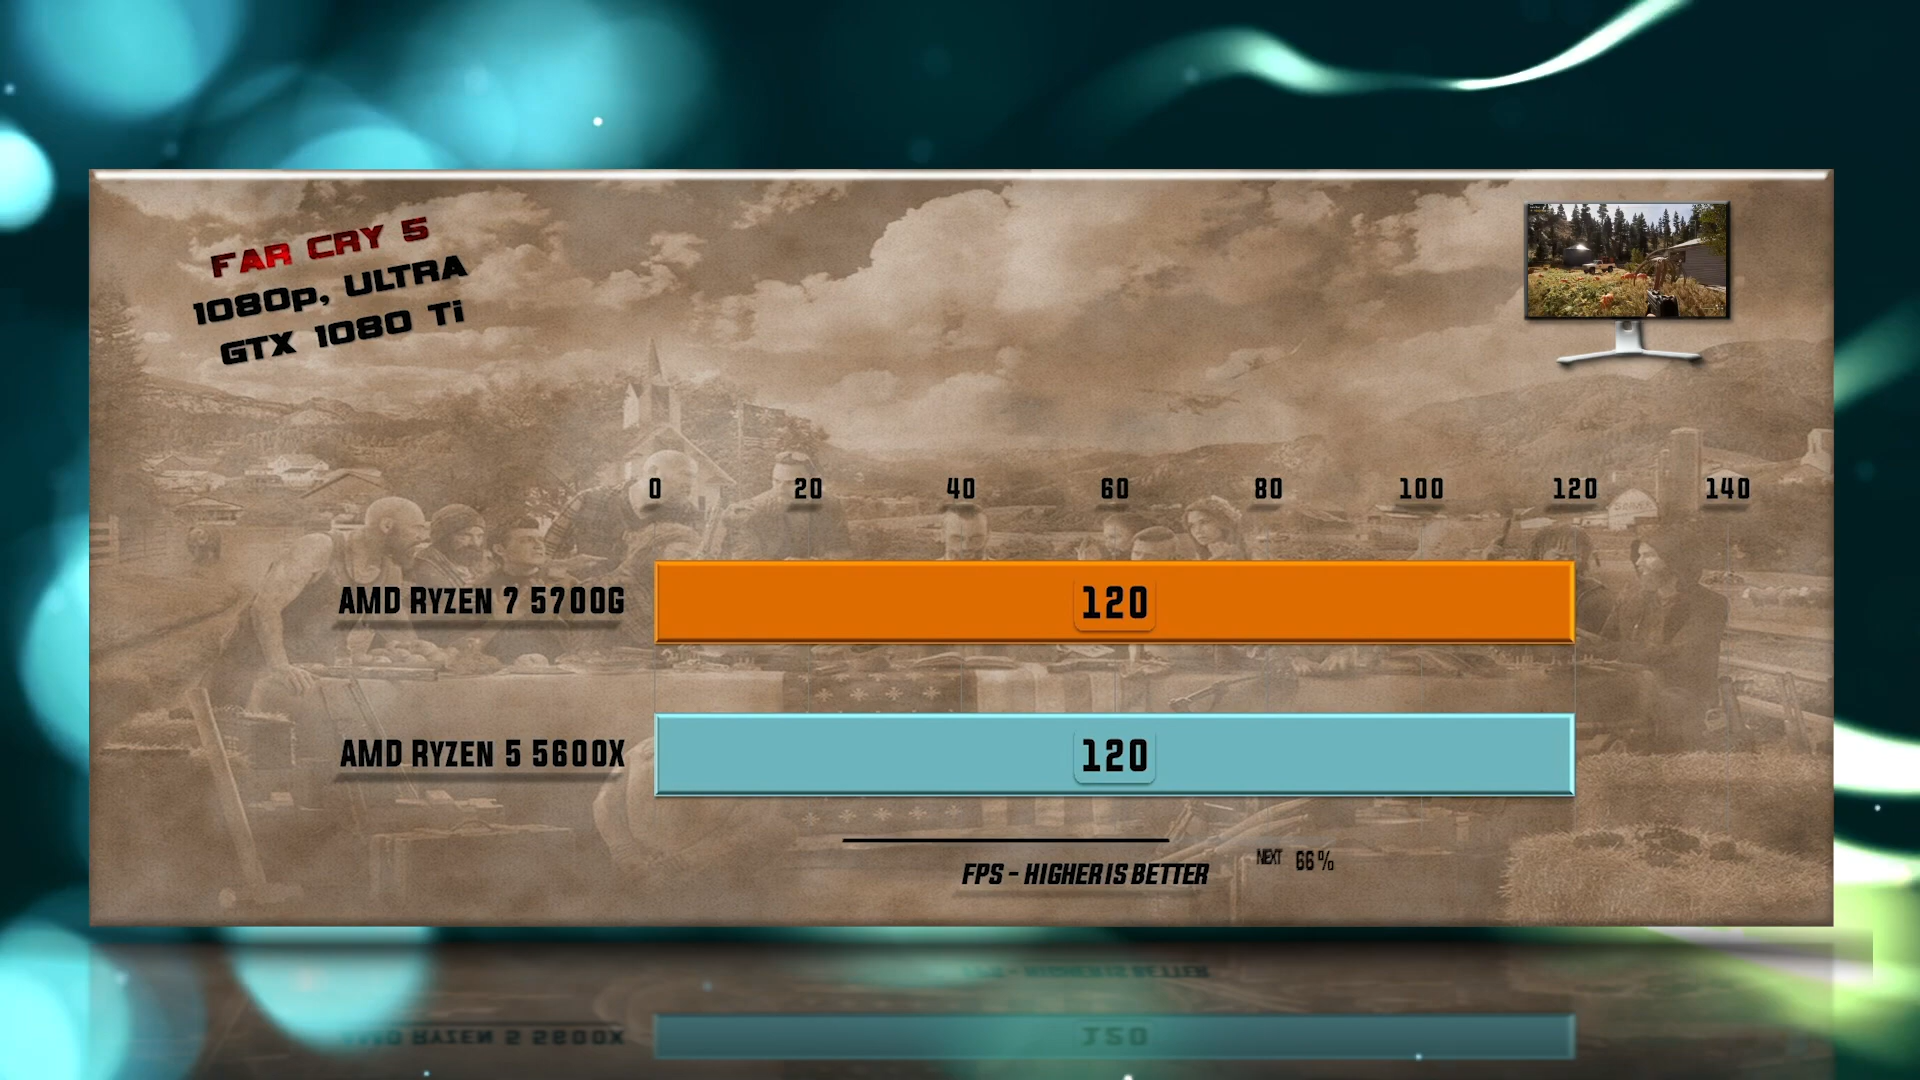 FAR CRY 5
1080p, ULTRA
GTX 1080 Ti
0 20 40 60 80 100 120 140
AMD RYZEN 7 5700G 120
AMD RYZEN 5 5600X 120
FPS - HIGHER IS BETTER
NEXT 66%